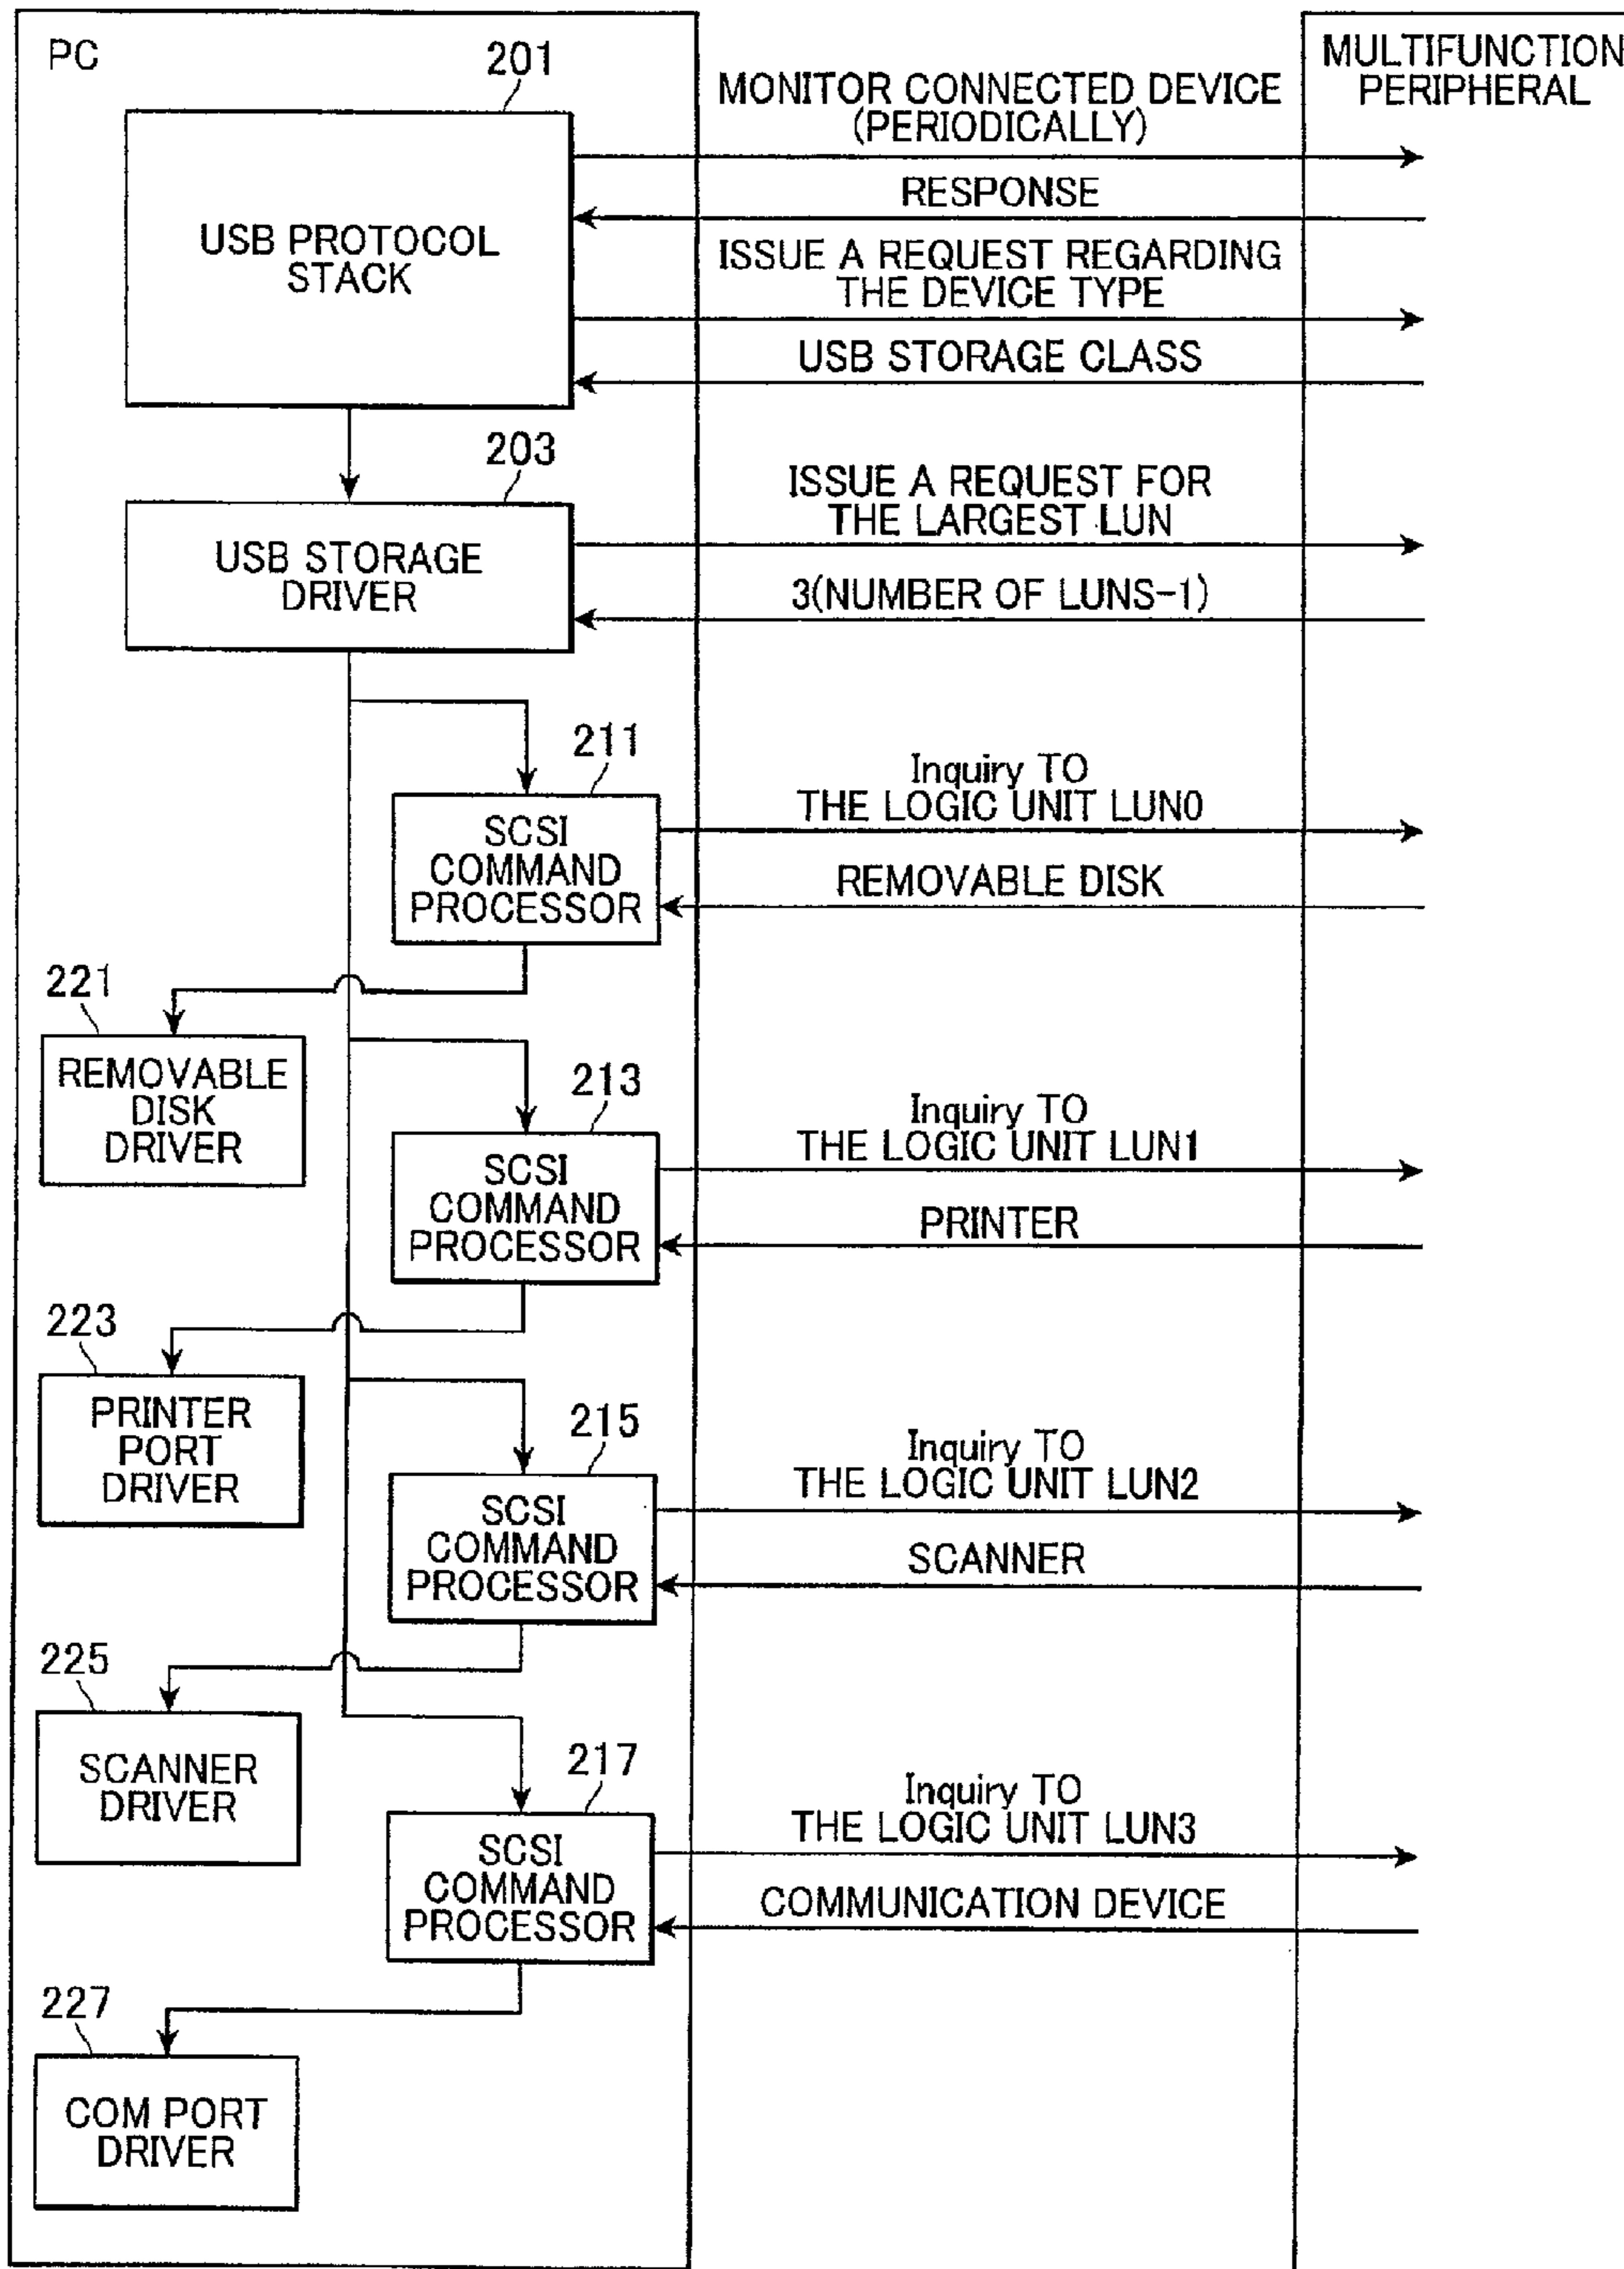 PC
MULTIFUNCTION
PERIPHERAL
201
MONITOR CONNECTED DEVICE
(PERIODICALLY)
RESPONSE
USB PROTOCOL
STACK
ISSUE A REQUEST REGARDING
THE DEVICE TYPE
USB STORAGE CLASS
203
ISSUE A REQUEST FOR
THE LARGEST LUN
USB STORAGE
DRIVER
3(NUMBER OF LUNS-1)
211
Inquiry TO
THE LOGIC UNIT LUN0
SCSI
COMMAND
PROCESSOR
REMOVABLE DISK
221
REMOVABLE
DISK
DRIVER
213
Inquiry TO
THE LOGIC UNIT LUN1
SCSI
COMMAND
PROCESSOR
PRINTER
223
PRINTER
PORT
DRIVER
215
Inquiry TO
THE LOGIC UNIT LUN2
SCSI
COMMAND
PROCESSOR
SCANNER
225
SCANNER
DRIVER
217
Inquiry TO
THE LOGIC UNIT LUN3
SCSI
COMMAND
PROCESSOR
COMMUNICATION DEVICE
227
COM PORT
DRIVER